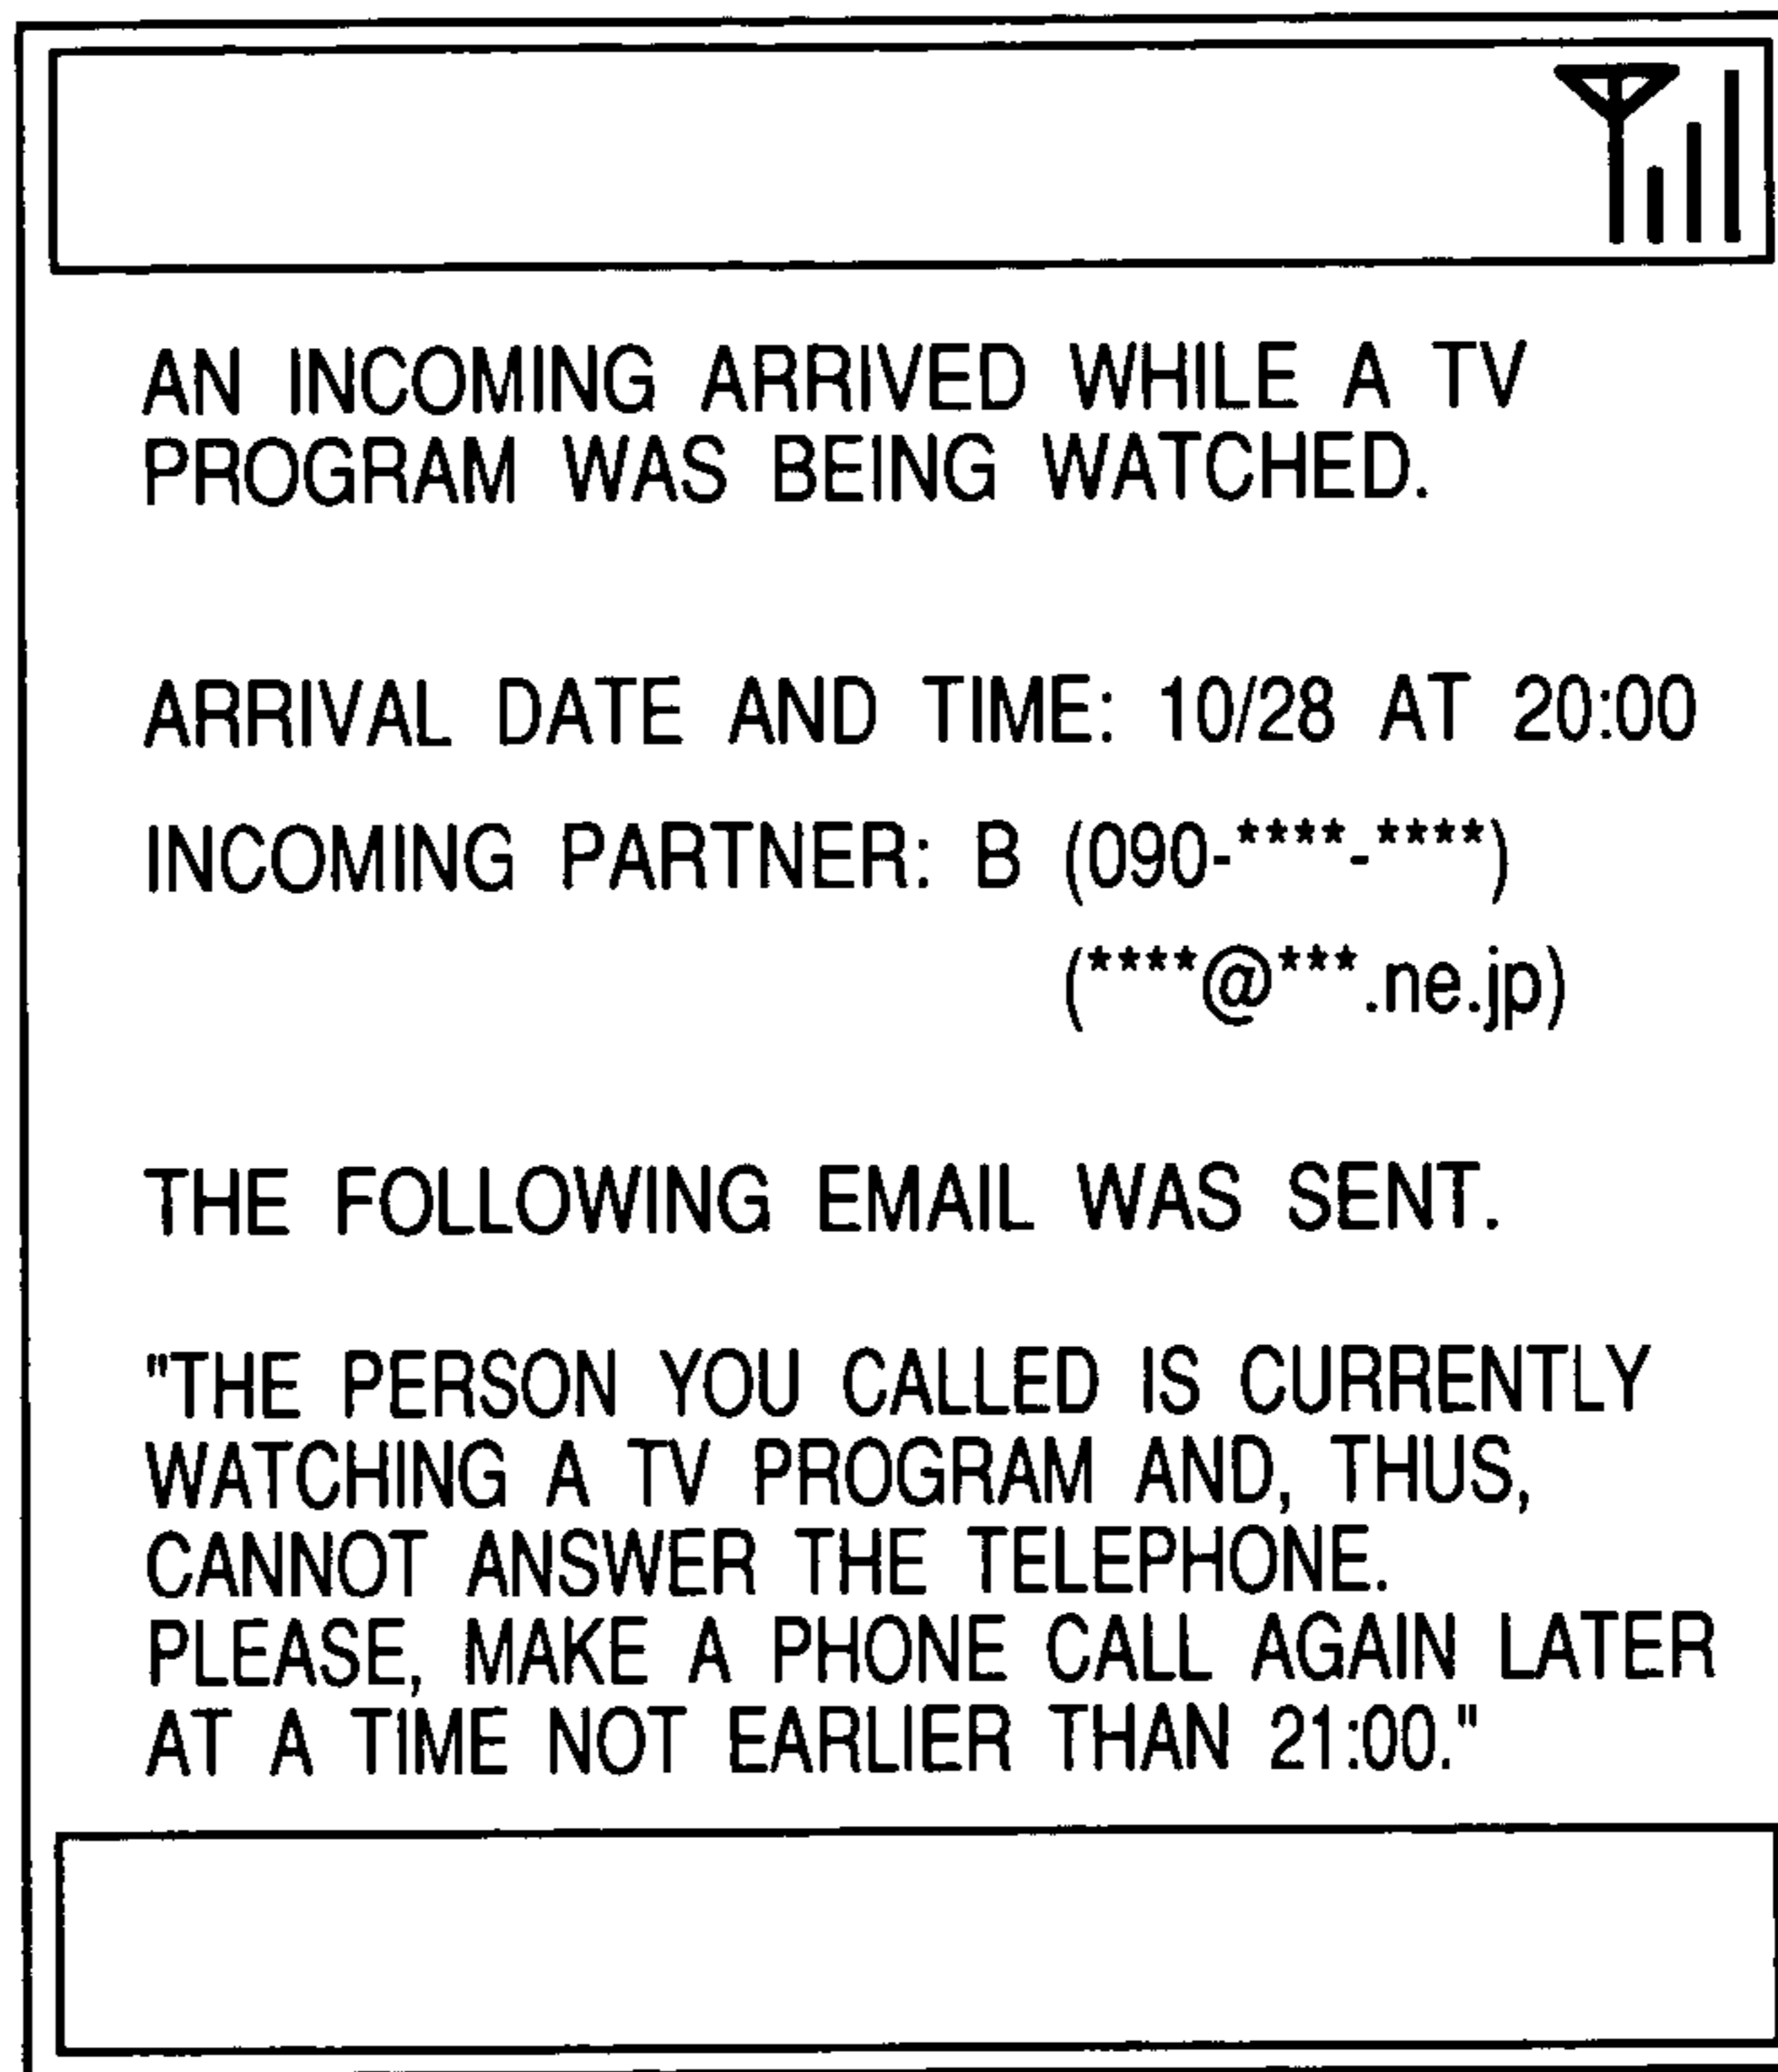 AN INCOMING ARRIVED WHILE A TV
PROGRAM WAS BEING WATCHED.
ARRIVAL DATE AND TIME: 10/28 AT 20:00
INCOMING PARTNER: B (090-****-****)
(****@***.ne.jp)
THE FOLLOWING EMAIL WAS SENT.
"THE PERSON YOU CALLED IS CURRENTLY
WATCHING A TV PROGRAM AND, THUS,
CANNOT ANSWER THE TELEPHONE.
PLEASE, MAKE A PHONE CALL AGAIN LATER
AT A TIME NOT EARLIER THAN 21:00."